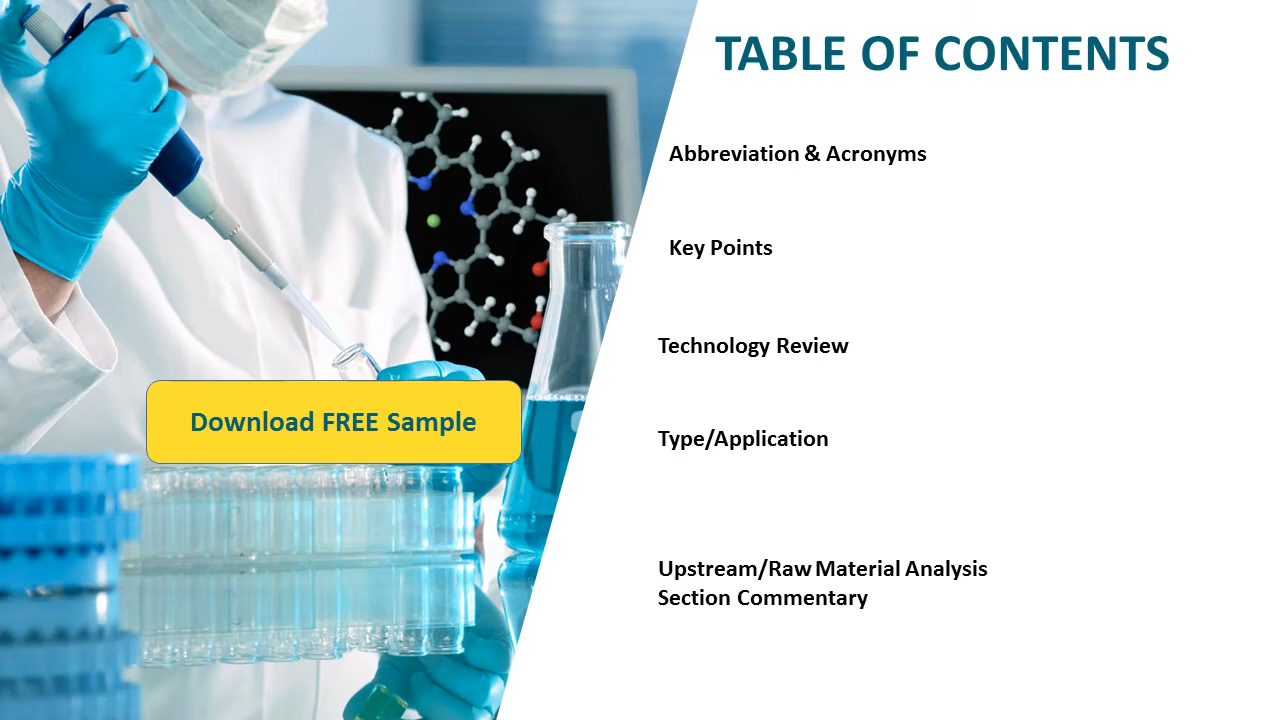 TABLE OF CONTENTS
Abbreviation & Acronyms
Key Points
Technology Review
Type/Application
Download FREE Sample
Upstream/Raw Material Analysis
Section Commentary